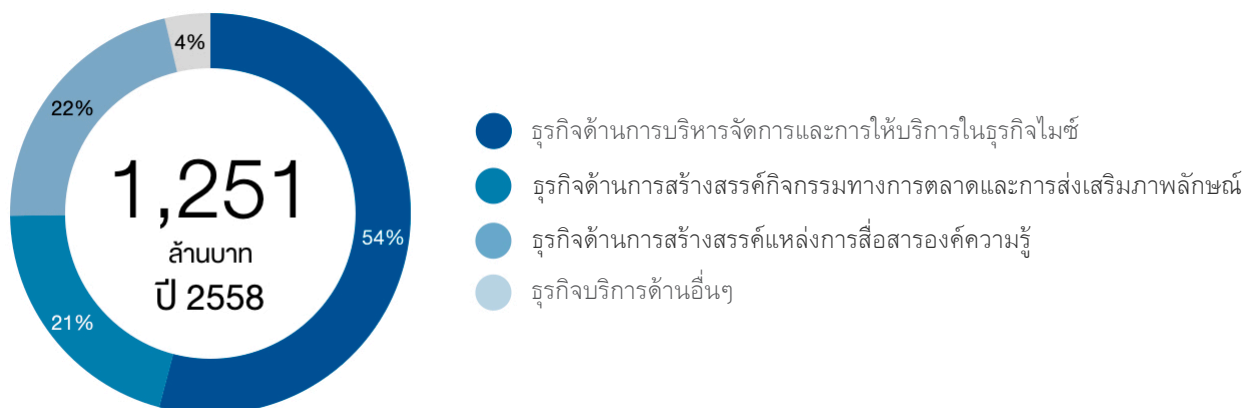 4%
22%
1,251
ล้านบาท
ปี 2558
54%
21%
ธุรกิจด้านการบริหารจัดการและการให้บริการในธุรกิจไมซ์
ธุรกิจด้านการสร้างสรรค์กิจกรรมทางการตลาดและการส่งเสริมภาพลักษณ์
ธุรกิจด้านการสร้างสรรค์แหล่งการสื่อสารองค์ความรู้
ธุรกิจบริการด้านอื่นๆ